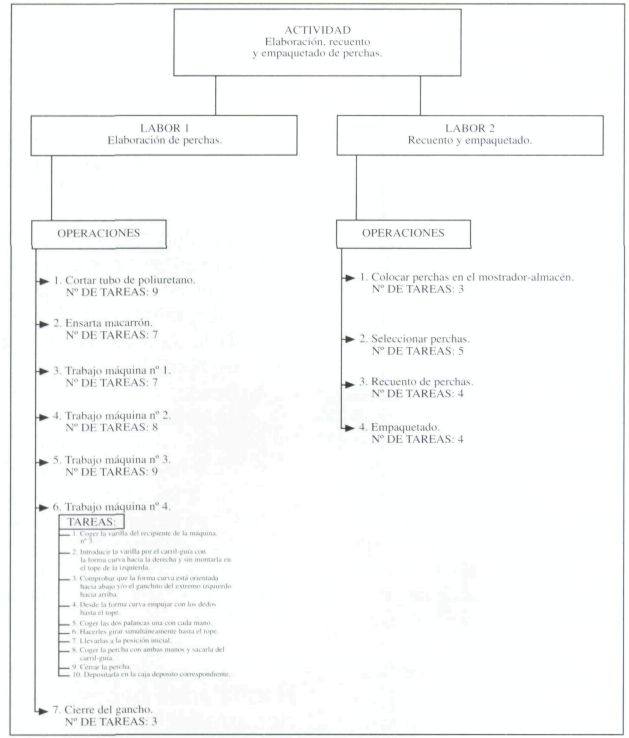 ACTIVIDAD
Elaboración, recuento
y empaquetado de perchas.
LABOR 1
Elaboración de perchas.
OPERACIONES
1. Cortar tubo de poliuretano.
Nº DE TAREAS: 9
2. Ensarta macarrón.
Nº DE TAREAS: 7
3. Trabajo máquina nº 1.
Nº DE TAREAS: 7
4. Trabajo máquina nº 2.
Nº DE TAREAS: 8
5. Trabajo máquina nº 3.
Nº DE TAREAS: 9
6. Trabajo máquina nº 4.
TAREAS:
1. Coger la varilla del recipiente de la máquina.
nº 3.
2. Introducir la varilla por el carril-guía con
la forma curva hacia la derecha y sin montarla en
el tope de la izquierda.
3. Comprobar que la forma curva está orientada
hacia abajo y/o el ganchito del extremo izquierdo
hacia arriba.
4. Desde la forma curva empujar con los dedos
hasta el tope.
5. Coger las dos palancas una con cada mano.
6. Hacerles girar simultáneamente hasta el tope.
7. Llevarlas a la posición inicial.
8. Coger la percha con ambas manos y sacarla del
carril-guía.
9. Cerrar la percha.
10. Depositarla en la caja deposito correspondiente.
7. Cierre del gancho.
Nº DE TAREAS: 3
LABOR 2
Recuento y empaquetado.
OPERACIONES
1. Colocar perchas en el mostrador-almacén.
Nº DE TAREAS: 3
2. Seleccionar perchas.
Nº DE TAREAS: 5
3. Recuento de perchas.
Nº DE TAREAS: 4
4. Empaquetado.
Nº DE TAREAS: 4